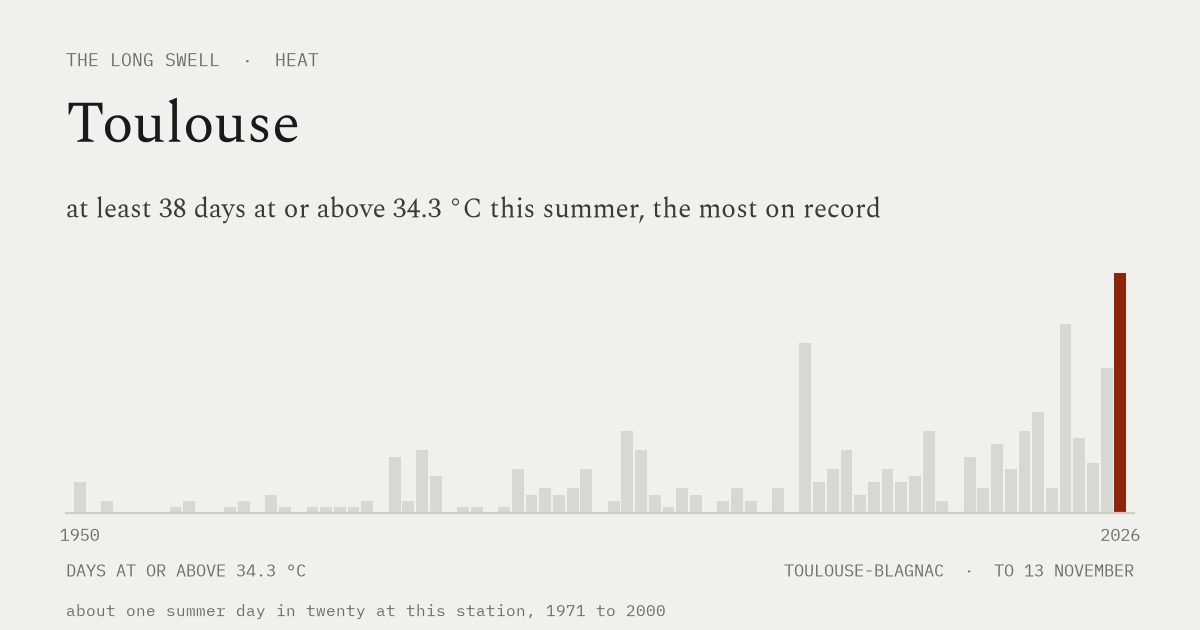 THE LONG SWELL · HEAT
Toulouse
at least 38 days at or above 34.3 °C this summer, the most on record
1950 2026
DAYS AT OR ABOVE 34.3 °C TOULOUSE-BLAGNAC · TO 13 NOVEMBER
about one summer day in twenty at this station, 1971 to 2000